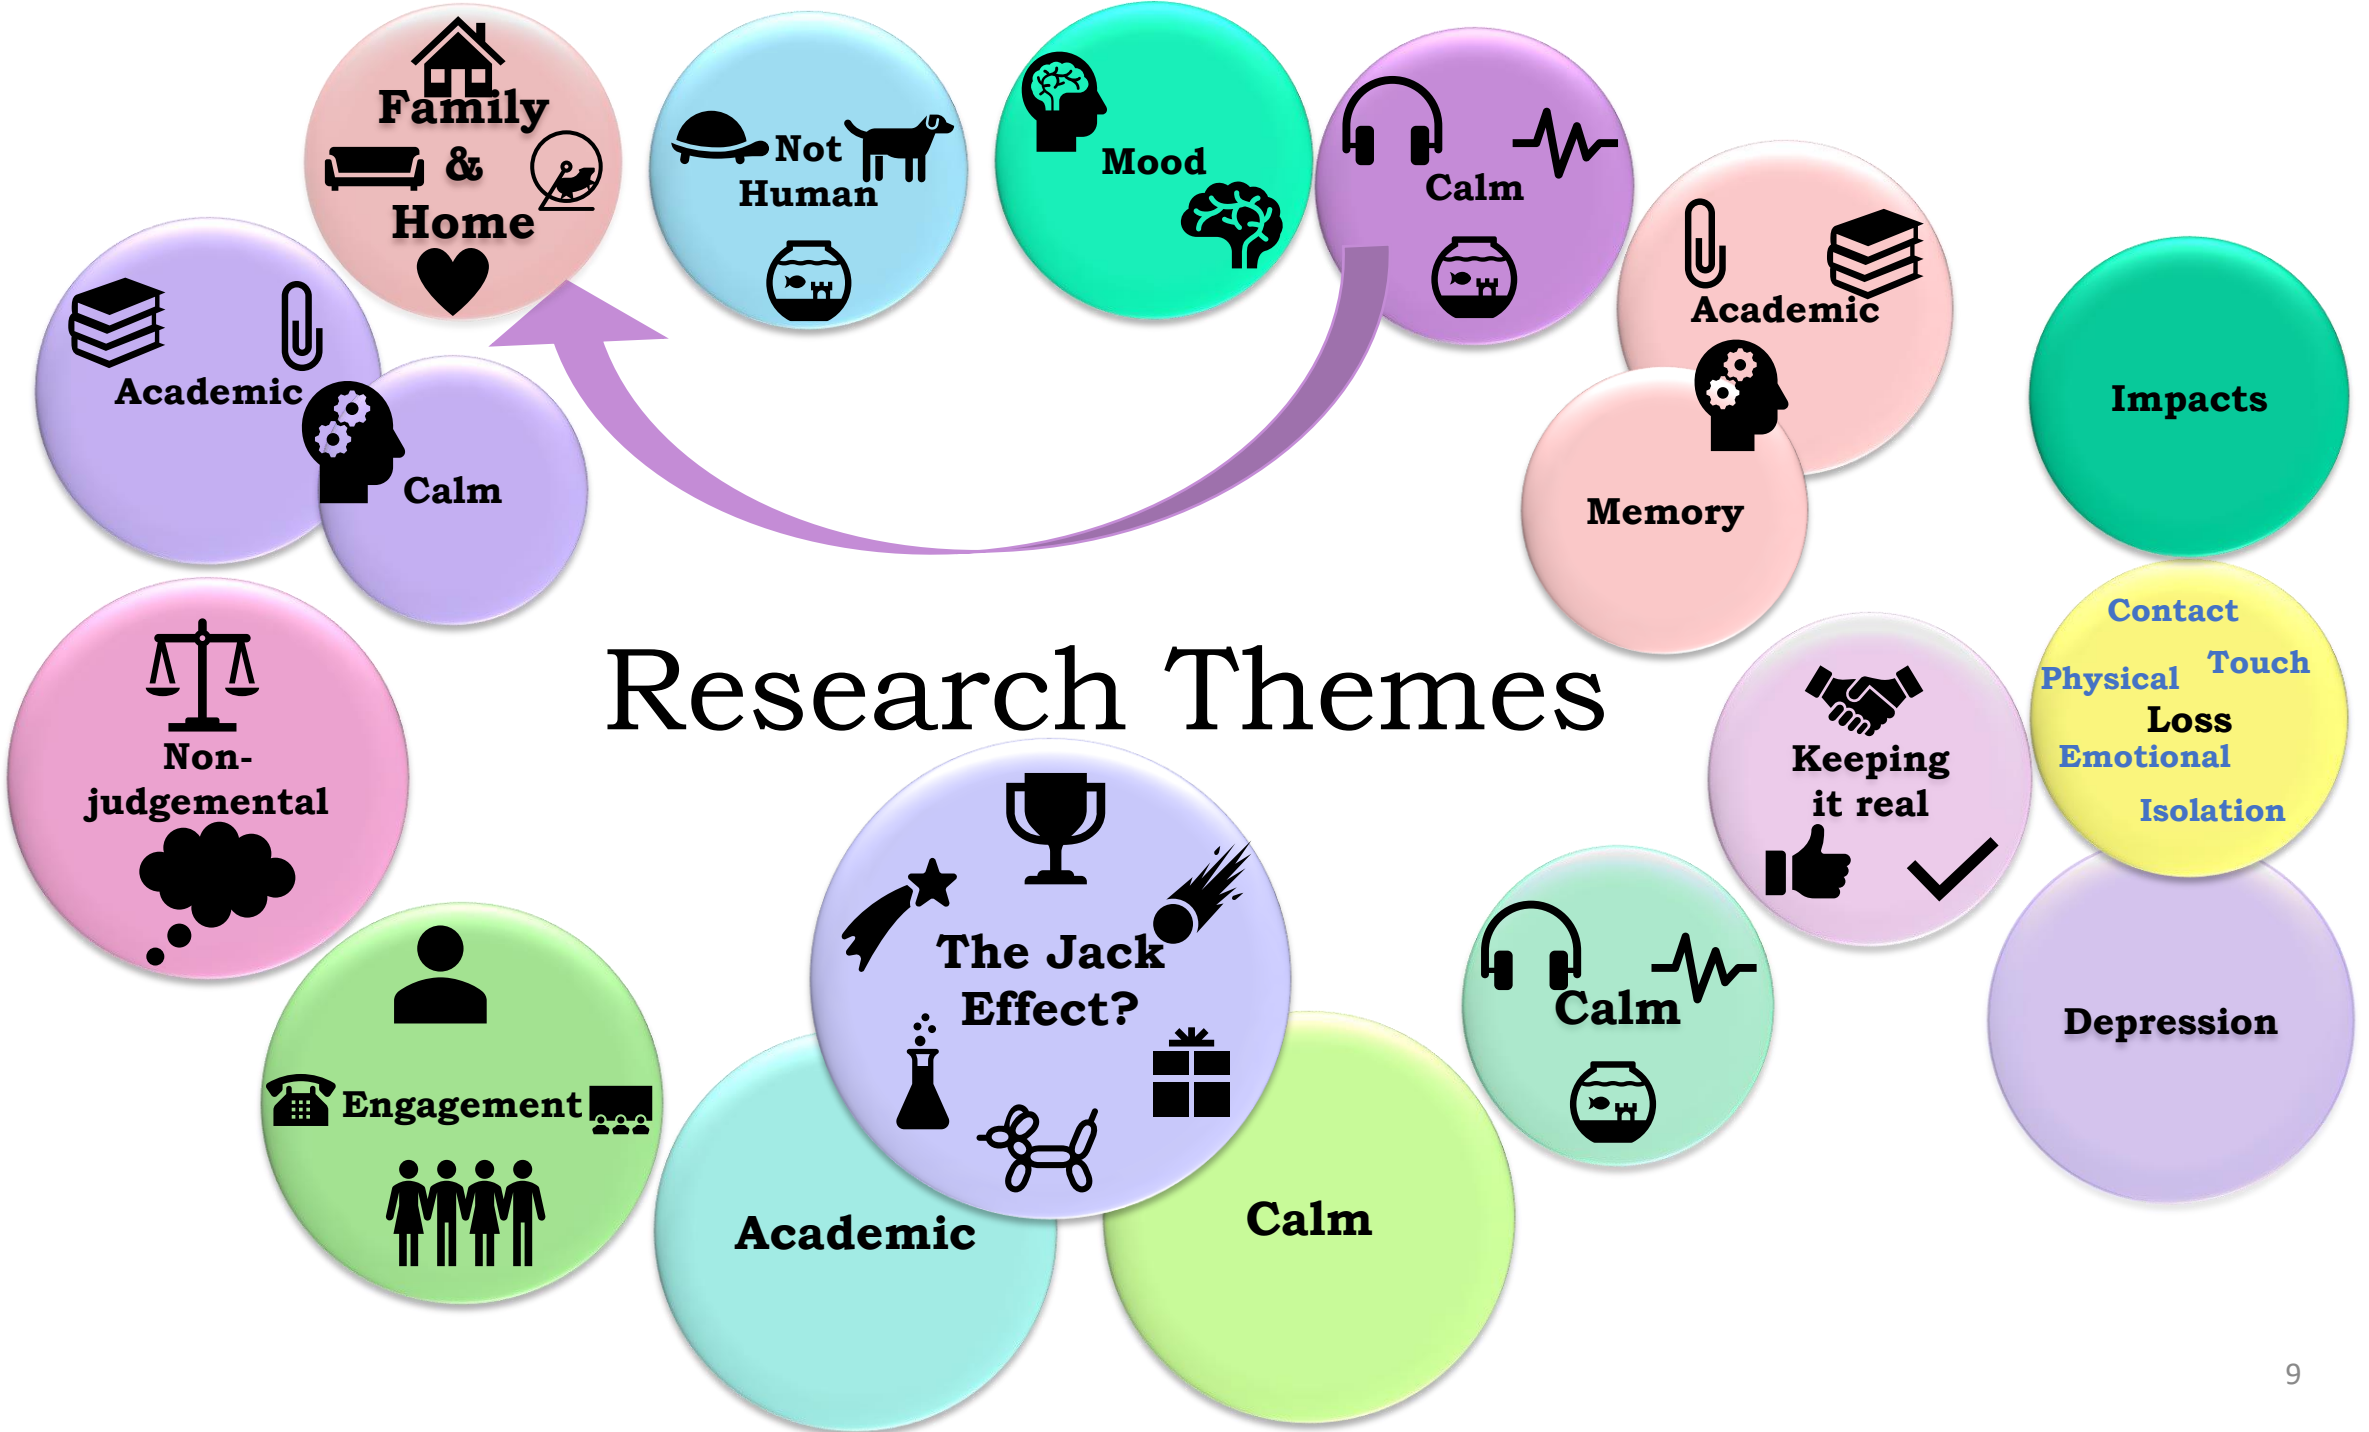 Family
&
Home
Not
Human
Mood
Calm
Academic
Memory
Academic
Calm
Impacts
Contact
Touch
Physical
Loss
Emotional
Isolation
Depression
Research Themes
Non-
judgemental
Keeping
it real
The Jack
Effect?
Calm
Engagement
Academic
Calm
9